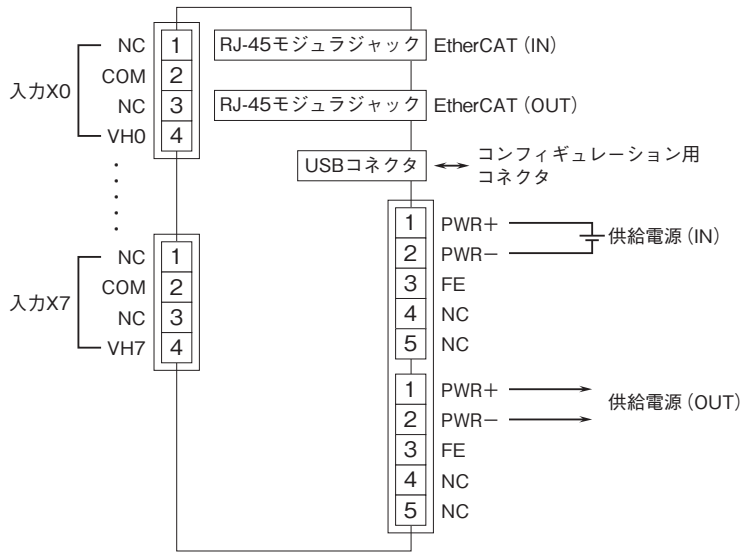 入力X0
NC 1
COM 2
NC 3
VH0 4
入力X7
NC 1
COM 2
NC 3
VH7 4
RJ-45モジュラジャック EtherCAT (IN)
RJ-45モジュラジャック EtherCAT (OUT)
USBコネクタ
コンフィギュレーション用
コネクタ
1 PWR+
2 PWR−
3 FE
4 NC
5 NC
供給電源 (IN)
1 PWR+
2 PWR−
3 FE
4 NC
5 NC
供給電源 (OUT)